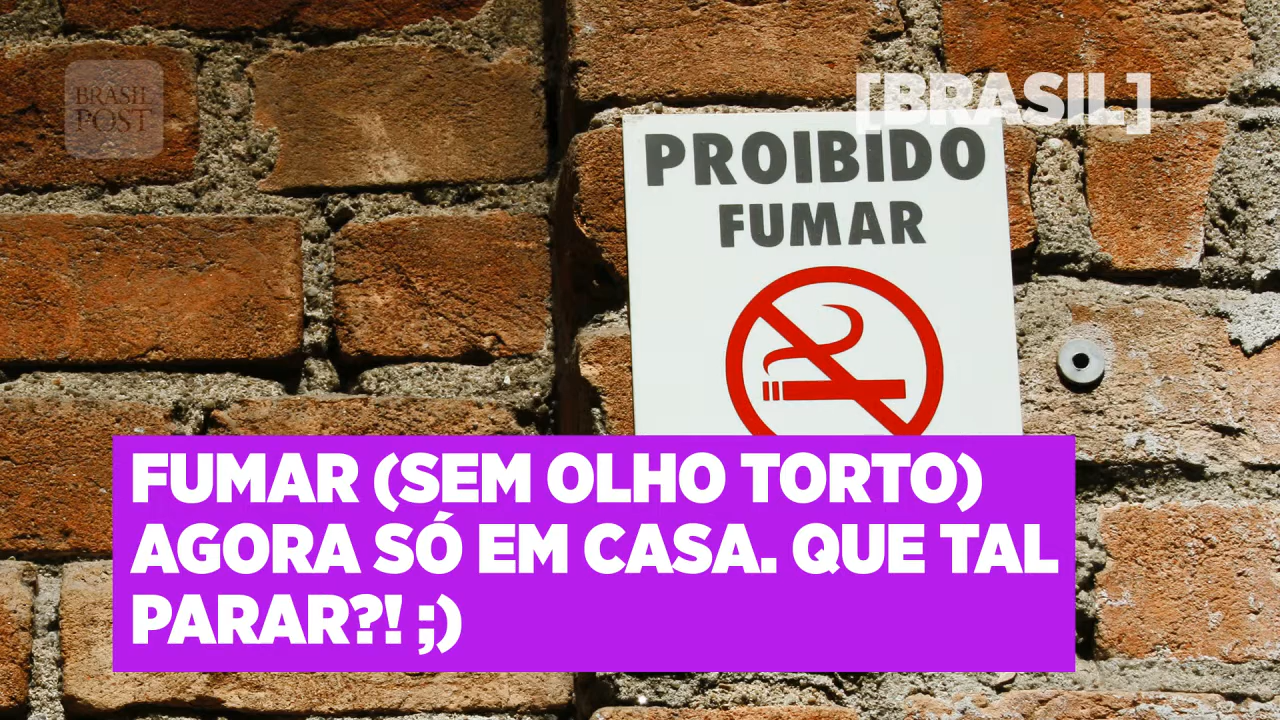 BRASIL
POST
[BRASIL]
PROIBIDO
FUMAR
FUMAR (SEM OLHO TORTO)
AGORA SÓ EM CASA. QUE TAL
PARAR?! ;)